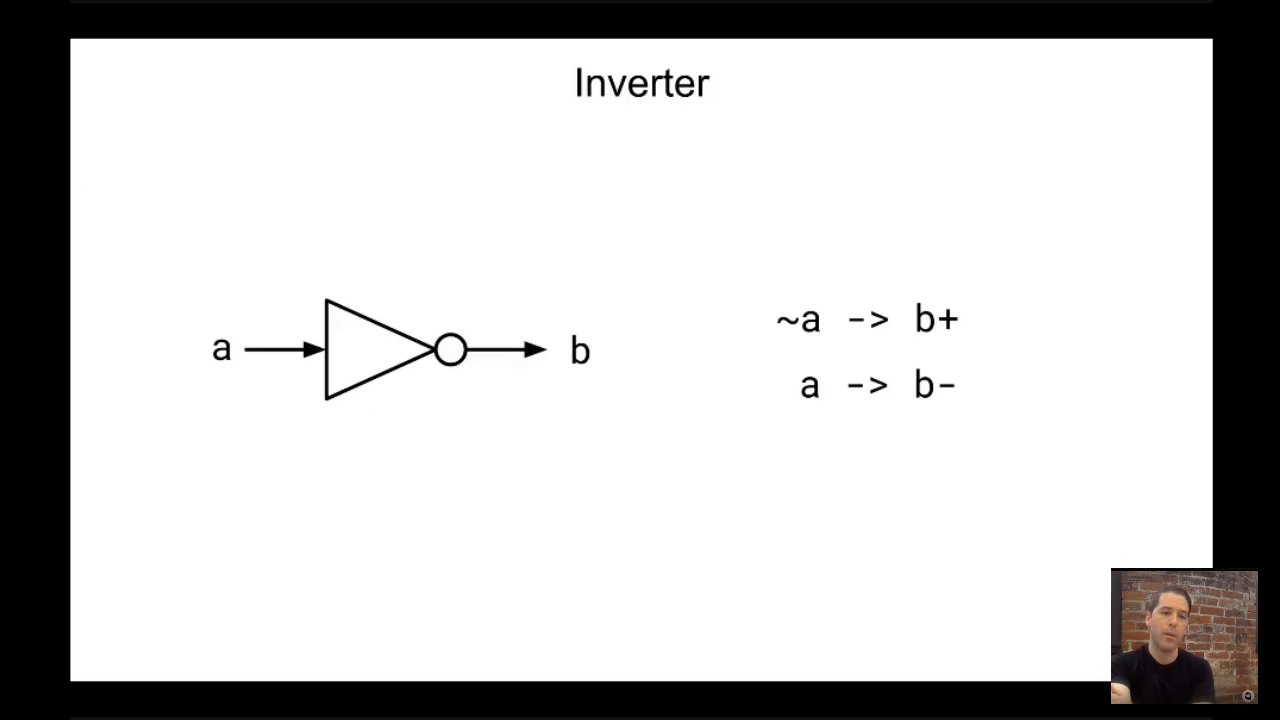 Inverter
a
b
~a -> b+
a -> b-